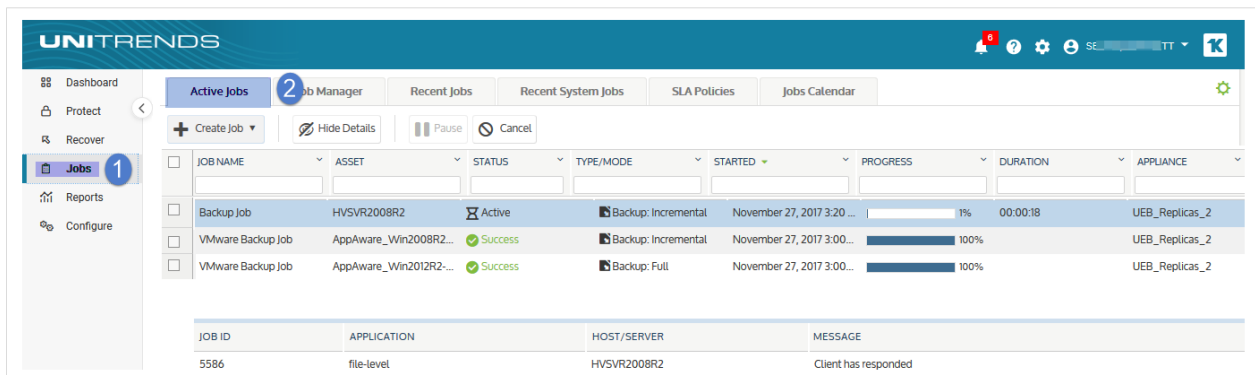 UNITRENDS
6
SE TT
Dashboard
Protect
Recover
Jobs 1
Reports
Configure
Active Jobs 2 ob Manager Recent Jobs Recent System Jobs SLA Policies Jobs Calendar
Create Job Hide Details Pause Cancel
JOB NAME ASSET STATUS TYPE/MODE STARTED PROGRESS DURATION APPLIANCE
Backup Job HVSVR2008R2 Active Backup: Incremental November 27, 2017 3:20 ... 1% 00:00:18 UEB_Replicas_2
VMware Backup Job AppAware_Win2008R2... Success Backup: Incremental November 27, 2017 3:00... 100% UEB_Replicas_2
VMware Backup Job AppAware_Win2012R2-... Success Backup: Full November 27, 2017 3:00... 100% UEB_Replicas_2
JOB ID APPLICATION HOST/SERVER MESSAGE
5586 file-level HVSVR2008R2 Client has responded